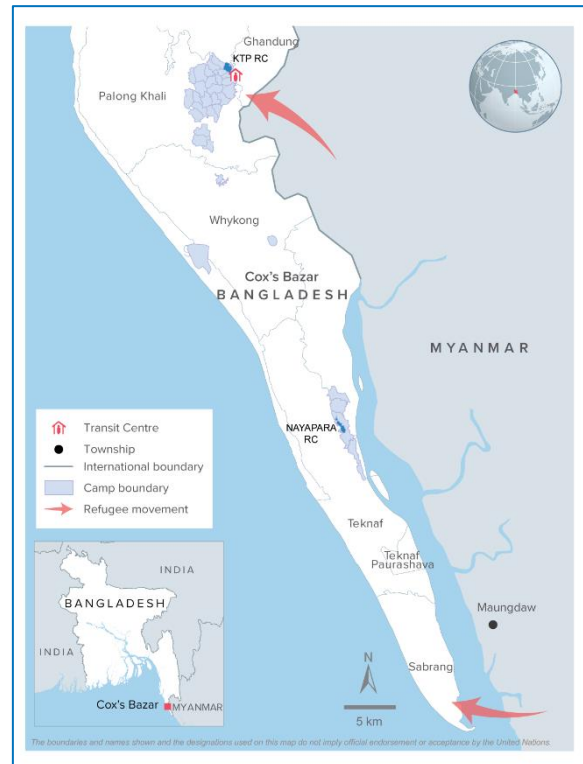 Ghandung
KTP RC
Palong Khali
Whykong
Cox's Bazar
BANGLADESH
MYANMAR
NAYAPARA
RC
Transit Centre
Township
International boundary
Camp boundary
Refugee movement
Teknaf
Teknaf
Paurashava
Maungdaw
INDIA
BANGLADESH
INDIA
Cox's Bazar
MYANMAR
N
5 km
Sabrang
The boundaries and names shown and the designations used on this map do not imply official endorsement or acceptance by the United Nations.